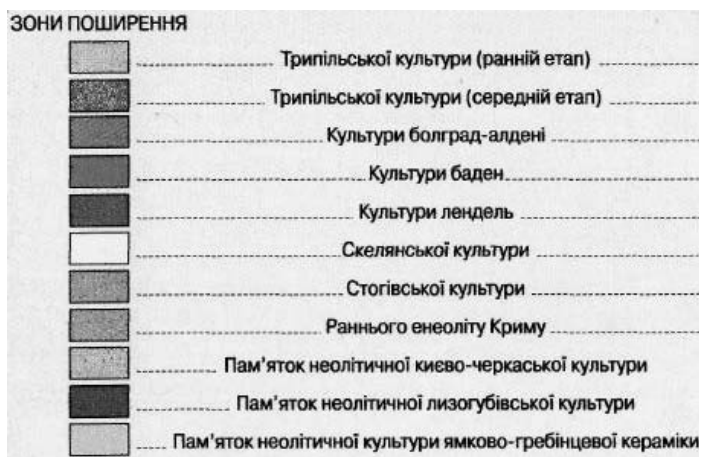 ЗОНИ ПОШИРЕННЯ
Трипільської культури (ранній етап)
Трипільської культури (середній етап)
Культури болград-алдені
Культури баден
Культури лендель
Скелянської культури
Стогівської культури
Раннього енеоліту Криму
Пам’яток неолітичної києво-черкаської культури
Пам’яток неолітичної лизогубівської культури
Пам’яток неолітичної культури ямково-гребінцевої кераміки